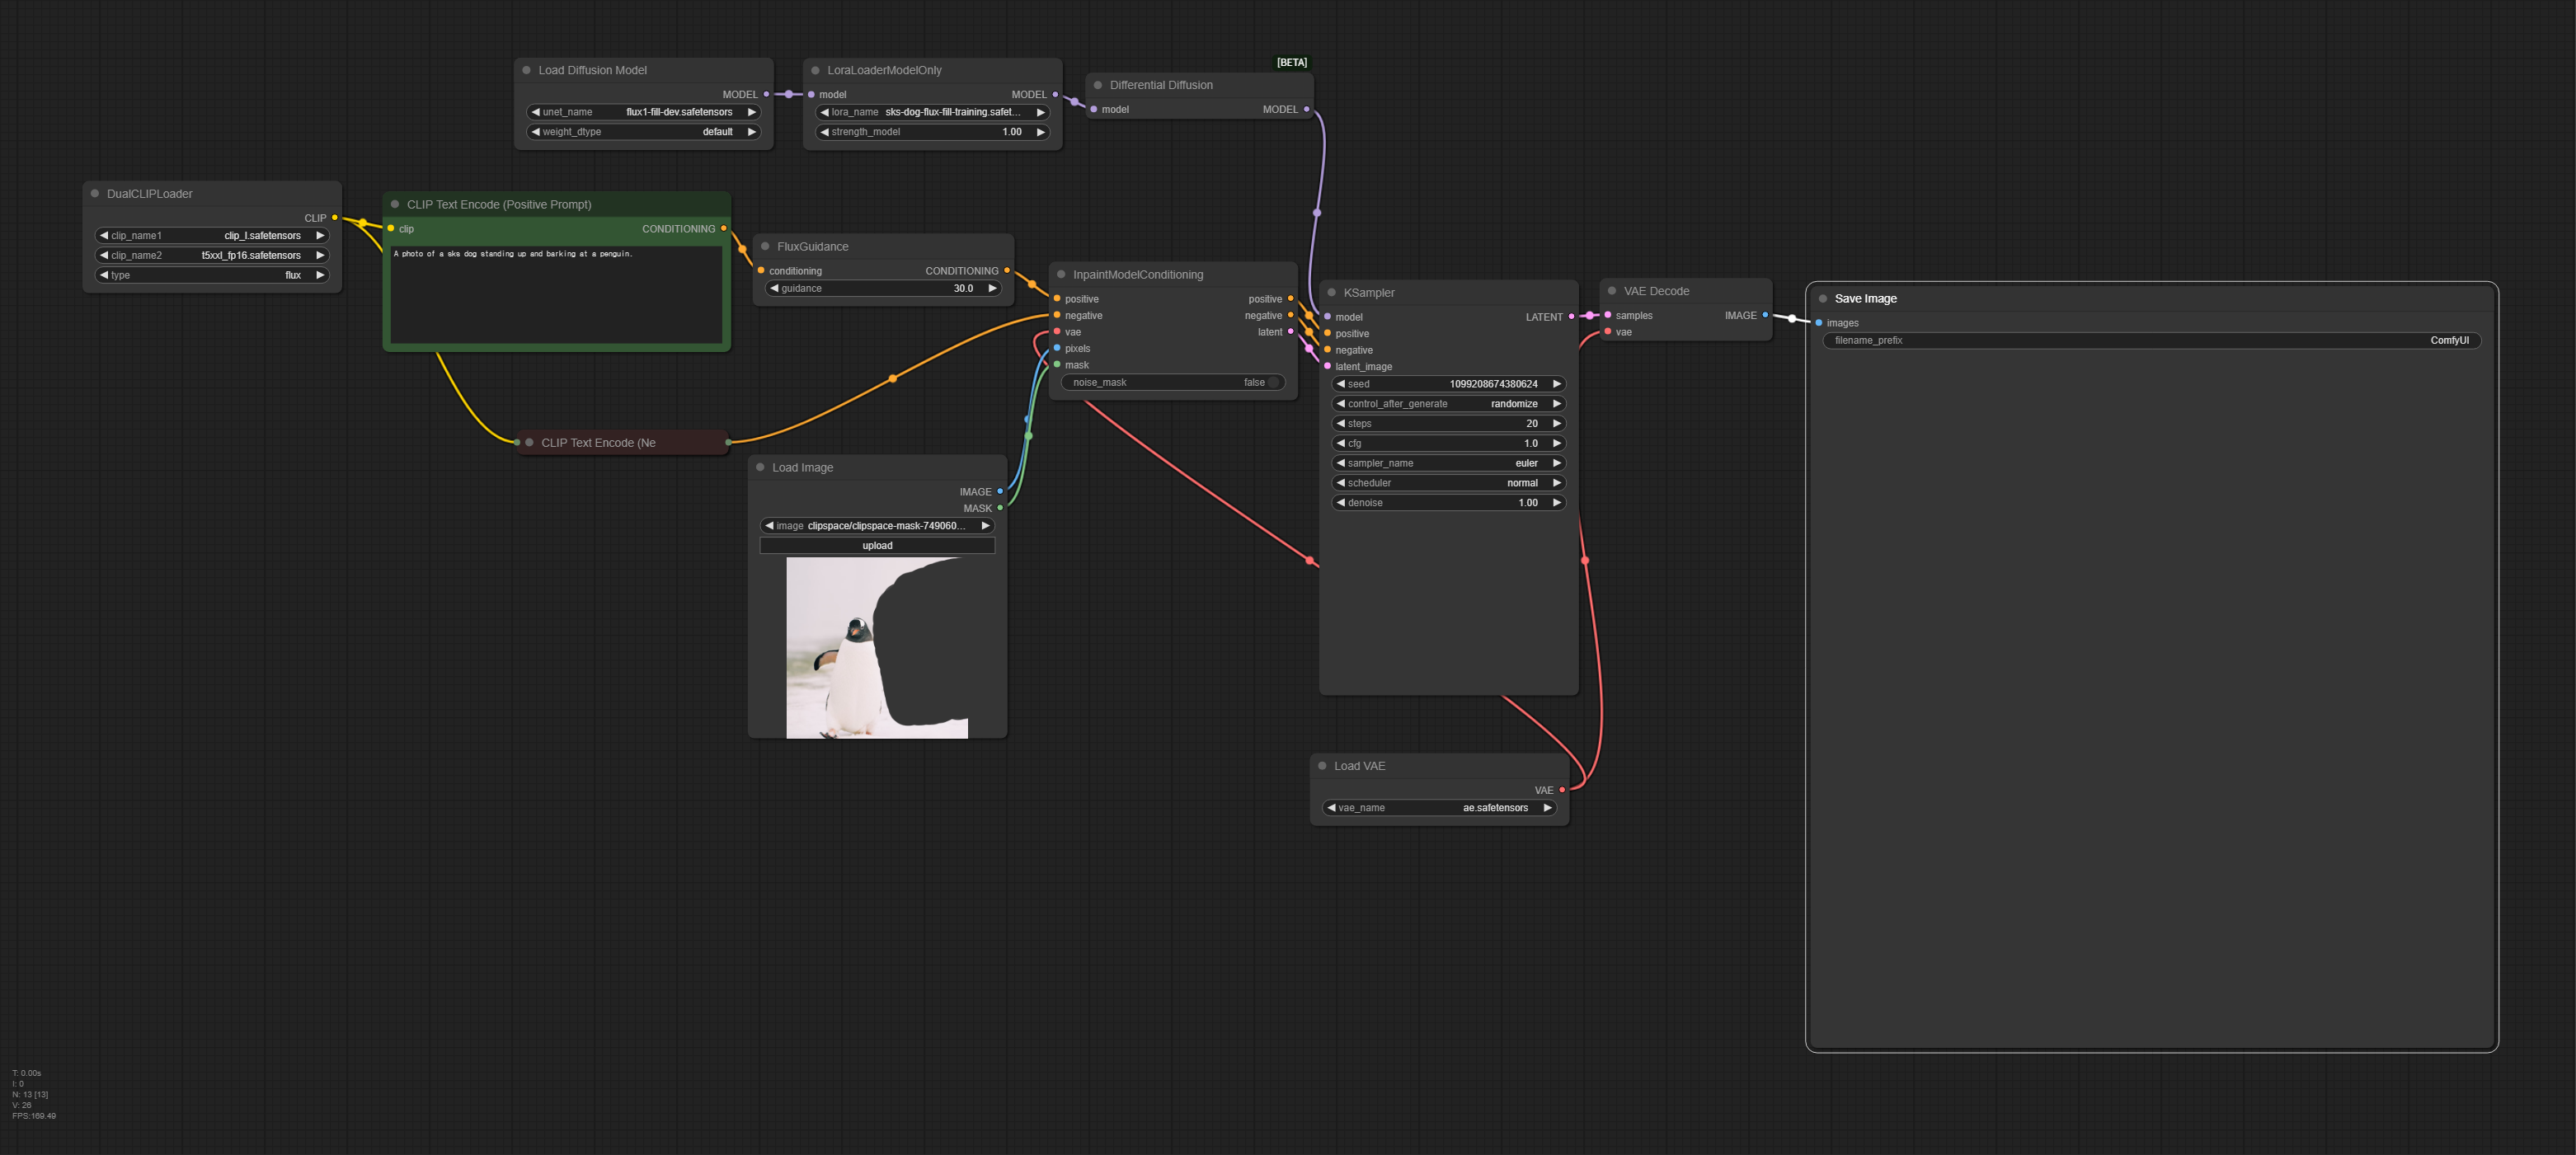 [BETA]
Load Diffusion Model
MODEL
unet_name flux1-fill-dev.safetensors
weight_dtype default
LoraLoaderModelOnly
model MODEL
lora_name sks-dog-flux-fill-training.safet...
strength_model 1.00
Differential Diffusion
MODEL
model
DualCLIPLoader
CLIP
clip_name1 clip_l.safetensors
clip_name2 t5xxl_fp16.safetensors
type flux
CLIP Text Encode (Positive Prompt)
clip CONDITIONING
A photo of a sks dog standing up and barking at a penguin.
FluxGuidance
conditioning CONDITIONING
guidance 30.0
InpaintModelConditioning
positive positive
negative negative
vae latent
pixels
mask
noise_mask false
KSampler
model LATENT
positive
negative
latent_image
seed 1099208674380624
control_after_generate randomize
steps 20
cfg 1.0
sampler_name euler
scheduler normal
denoise 1.00
VAE Decode
samples IMAGE
vae
Save Image
images
filename_prefix ComfyUI
CLIP Text Encode (Ne
Load Image
IMAGE
MASK
image clipspace/clipspace-mask-749060...
upload
Load VAE
VAE
vae_name ae.safetensors
T: 0.00s
I: 0
N: 13 [13]
V: 26
FPS:169.49